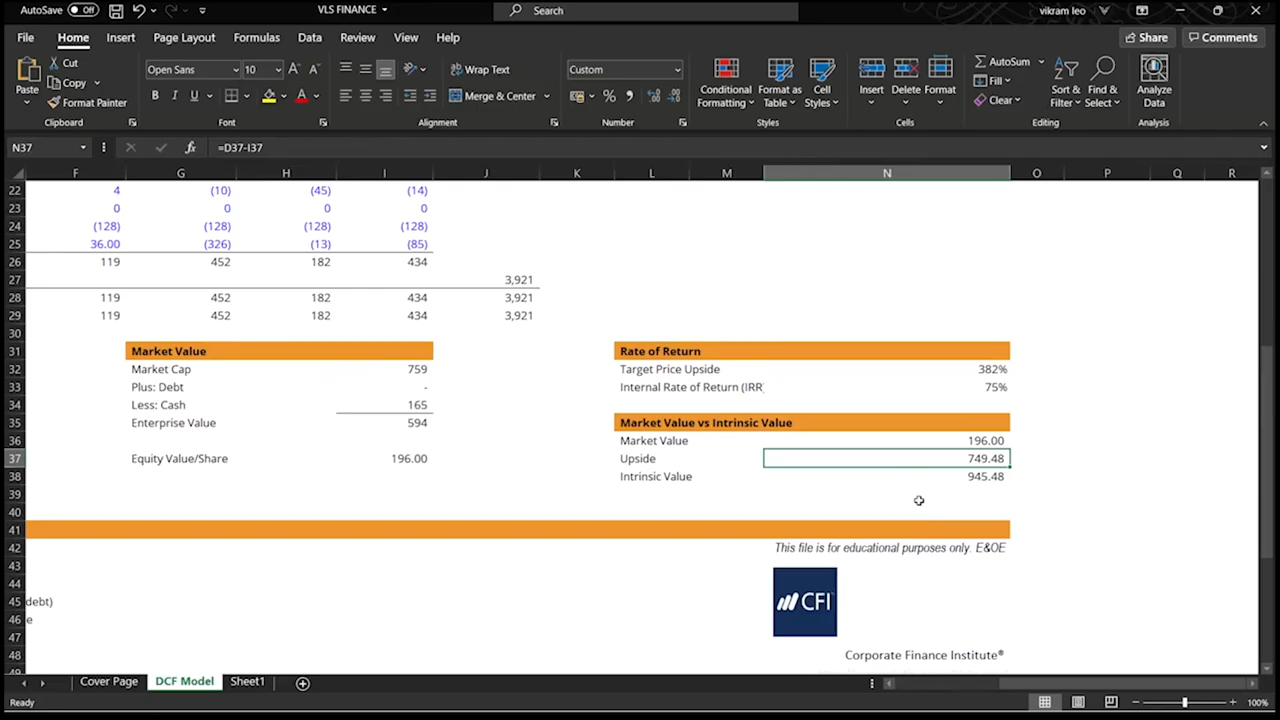 AutoSave Off VLS FINANCE Search vikram leo
File Home Insert Page Layout Formulas Data Review View Help Share Comments
Paste Cut Copy Format Painter Clipboard
Open Sans 10 A A B I U A Font
Wrap Text Merge & Center Alignment
Custom % Number
Conditional Formatting Format as Table Cell Styles Styles
Insert Delete Format Cells
AutoSum Fill Clear Sort & Filter Find & Select Editing
Analyze Data Analysis
N37 fx =D37-I37
F G H I J K L M N O P Q R
22 4 (10) (45) (14)
23 0 0 0 0
24 (128) (128) (128) (128)
25 36.00 (326) (13) (85)
26 119 452 182 434
27 3,921
28 119 452 182 434 3,921
29 119 452 182 434 3,921
30
31 Market Value Rate of Return
32 Market Cap 759 Target Price Upside 382%
33 Plus: Debt - Internal Rate of Return (IRR 75%
34 Less: Cash 165
35 Enterprise Value 594 Market Value vs Intrinsic Value
36 Market Value 196.00
37 Equity Value/Share 196.00 Upside 749.48
38 Intrinsic Value 945.48
39
40
41
42 This file is for educational purposes only. E&OE
43
44
45 debt)
46 e
47 CFI
48 Corporate Finance Institute®
49
Cover Page DCF Model Sheet1
Ready 100%